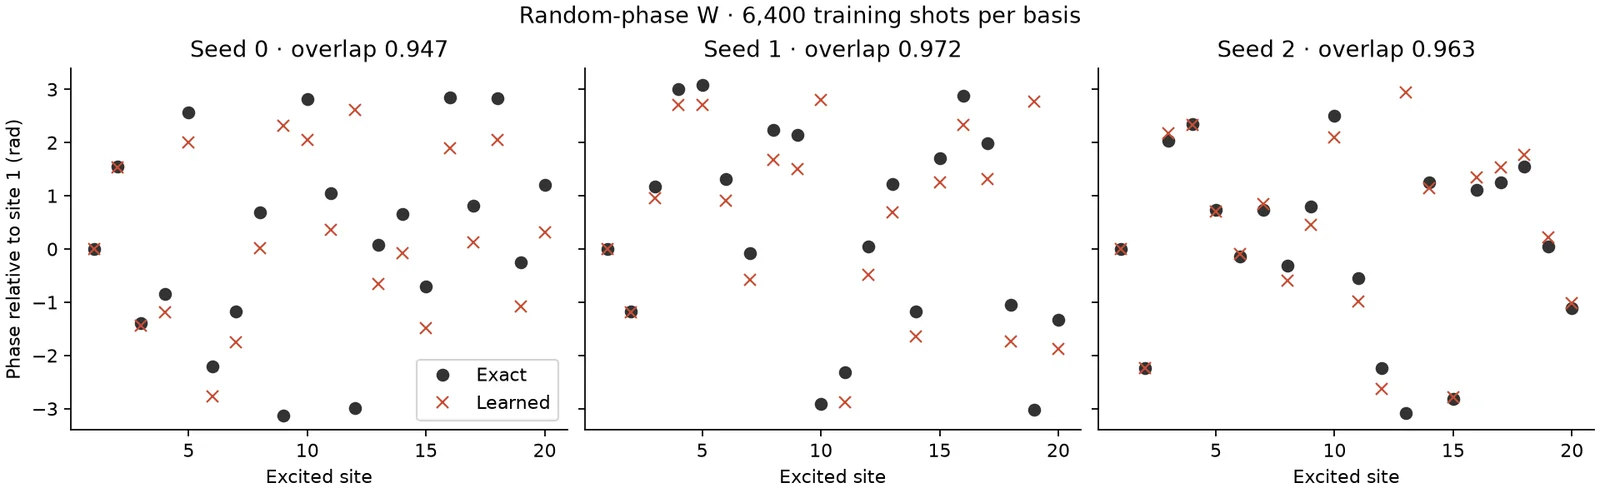 Random-phase W · 6,400 training shots per basis
Seed 0 · overlap 0.947
Seed 1 · overlap 0.972
Seed 2 · overlap 0.963
Phase relative to site 1 (rad)
3
2
1
0
−1
−2
−3
Exact
Learned
5 10 15 20
5 10 15 20
5 10 15 20
Excited site
Excited site
Excited site